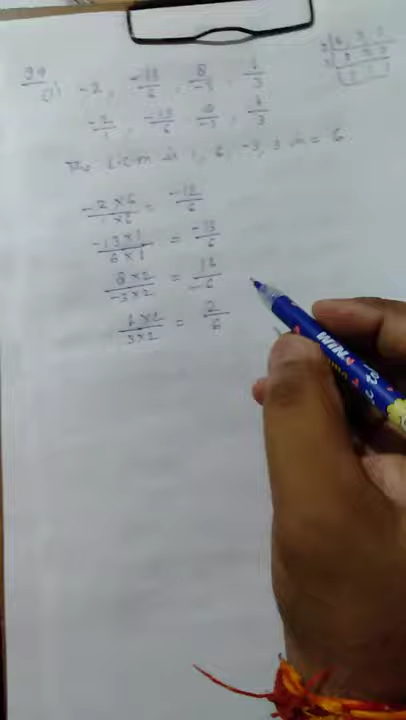 (i) -2, -13/6, 8/-3, 1/3
-2/1, -13/6, 8/-3, 1/3
The L.C.M is 1, 6, -3, 3 is = 6
-2×6/1×6 = -12/6
-13×1/6×1 = -13/6
8×2/-3×2 = 16/-6
1×2/3×2 = 2/6
WIN